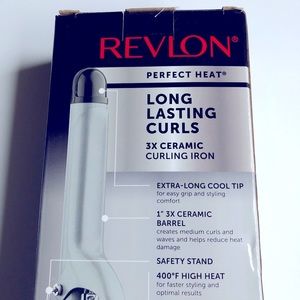 REVLON®
PERFECT HEAT®
LONG
LASTING
CURLS
3X CERAMIC
CURLING IRON
EXTRA-LONG COOL TIP
for easy grip and styling
comfort
1" 3X CERAMIC
BARREL
creates medium curls and
waves and helps reduce heat
damage
SAFETY STAND
400°F HIGH HEAT
for faster styling and
optimal results